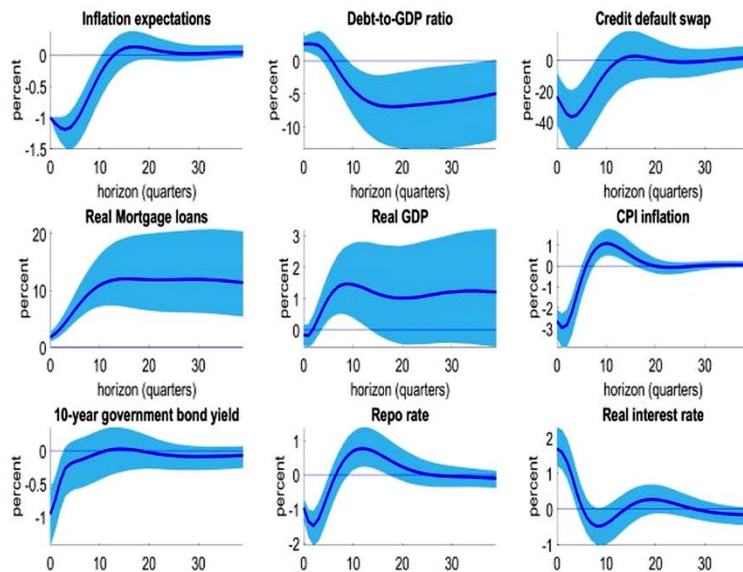 Inflation expectations
percent
0
-0.5
-1
-1.5
0 10 20 30
horizon (quarters)
Debt-to-GDP ratio
percent
0
-5
-10
0 10 20 30
horizon (quarters)
Credit default swap
percent
0
-20
-40
0 10 20 30
horizon (quarters)
Real Mortgage loans
percent
20
10
0
0 10 20 30
horizon (quarters)
Real GDP
percent
3
2
1
0
0 10 20 30
horizon (quarters)
CPI inflation
percent
1
0
-1
-2
-3
0 10 20 30
horizon (quarters)
10-year government bond yield
percent
0
-0.5
-1
0 10 20 30
Repo rate
percent
1
0
-1
-2
0 10 20 30
Real interest rate
percent
2
1
0
-1
0 10 20 30